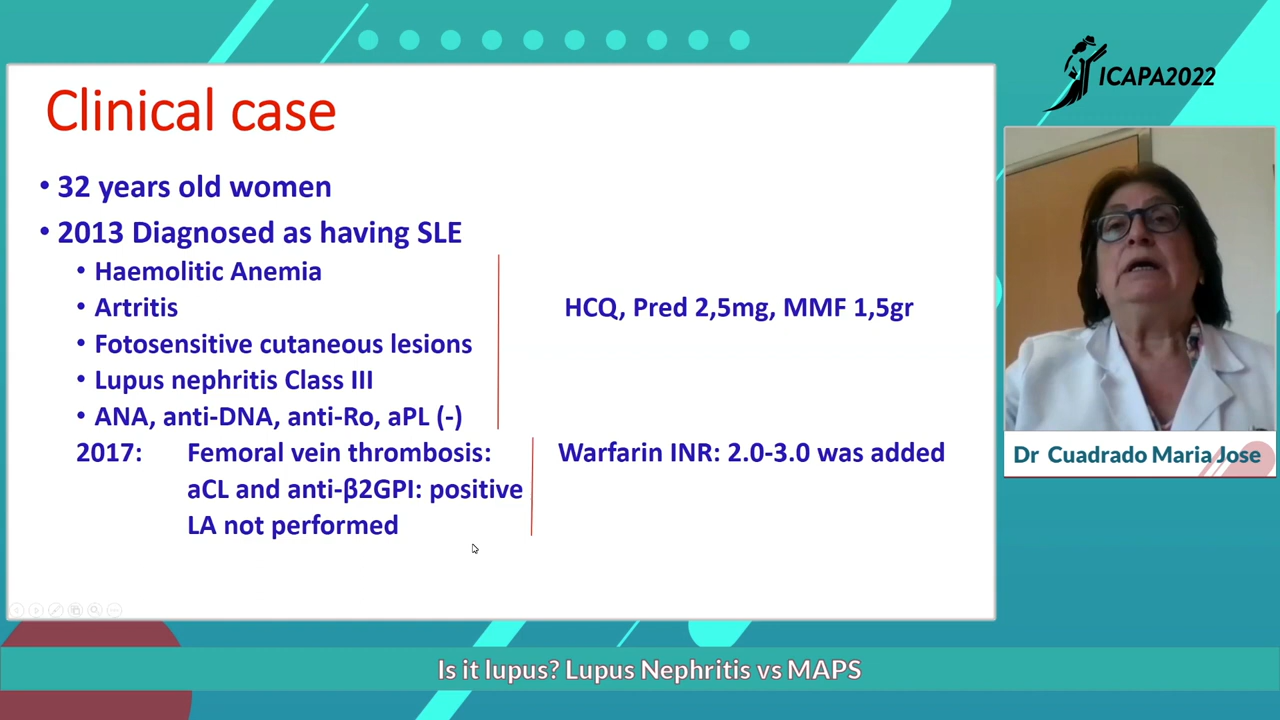 Clinical case
• 32 years old women
• 2013 Diagnosed as having SLE
• Haemolitic Anemia
• Artritis
HCQ, Pred 2,5mg, MMF 1,5gr
• Fotosensitive cutaneous lesions
• Lupus nephritis Class III
• ANA, anti-DNA, anti-Ro, aPL (-)
2017: Femoral vein thrombosis: Warfarin INR: 2.0-3.0 was added
aCL and anti-β2GPI: positive
LA not performed
ICAPA2022
Dr Cuadrado Maria Jose
Is it lupus? Lupus Nephritis vs MAPS